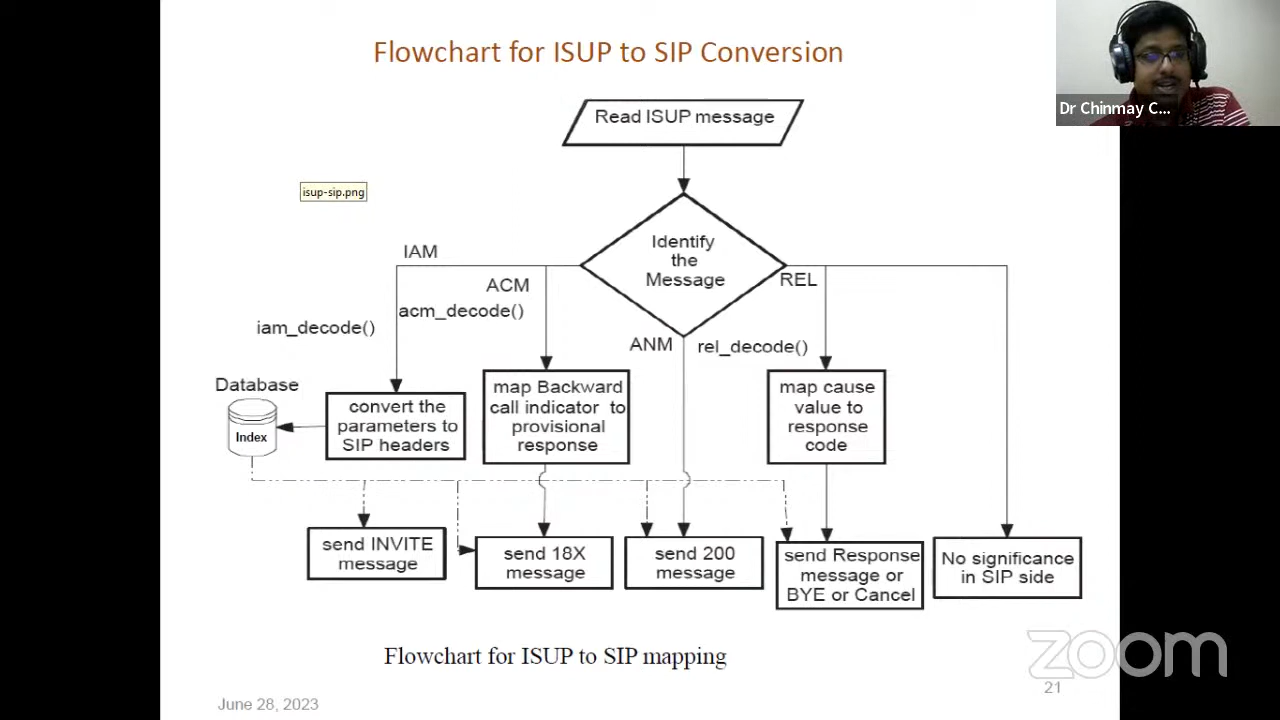 Flowchart for ISUP to SIP Conversion
Dr Chinmay C...
Read ISUP message
isup-sip.png
Identify
the
Message
IAM
ACM
REL
acm_decode()
iam_decode()
ANM
rel_decode()
Database
Index
convert the
parameters to
SIP headers
map Backward
call indicator to
provisional
response
map cause
value to
response
code
send INVITE
message
send 18X
message
send 200
message
send Response
message or
BYE or Cancel
No significance
in SIP side
Flowchart for ISUP to SIP mapping
zoom
June 28, 2023
21